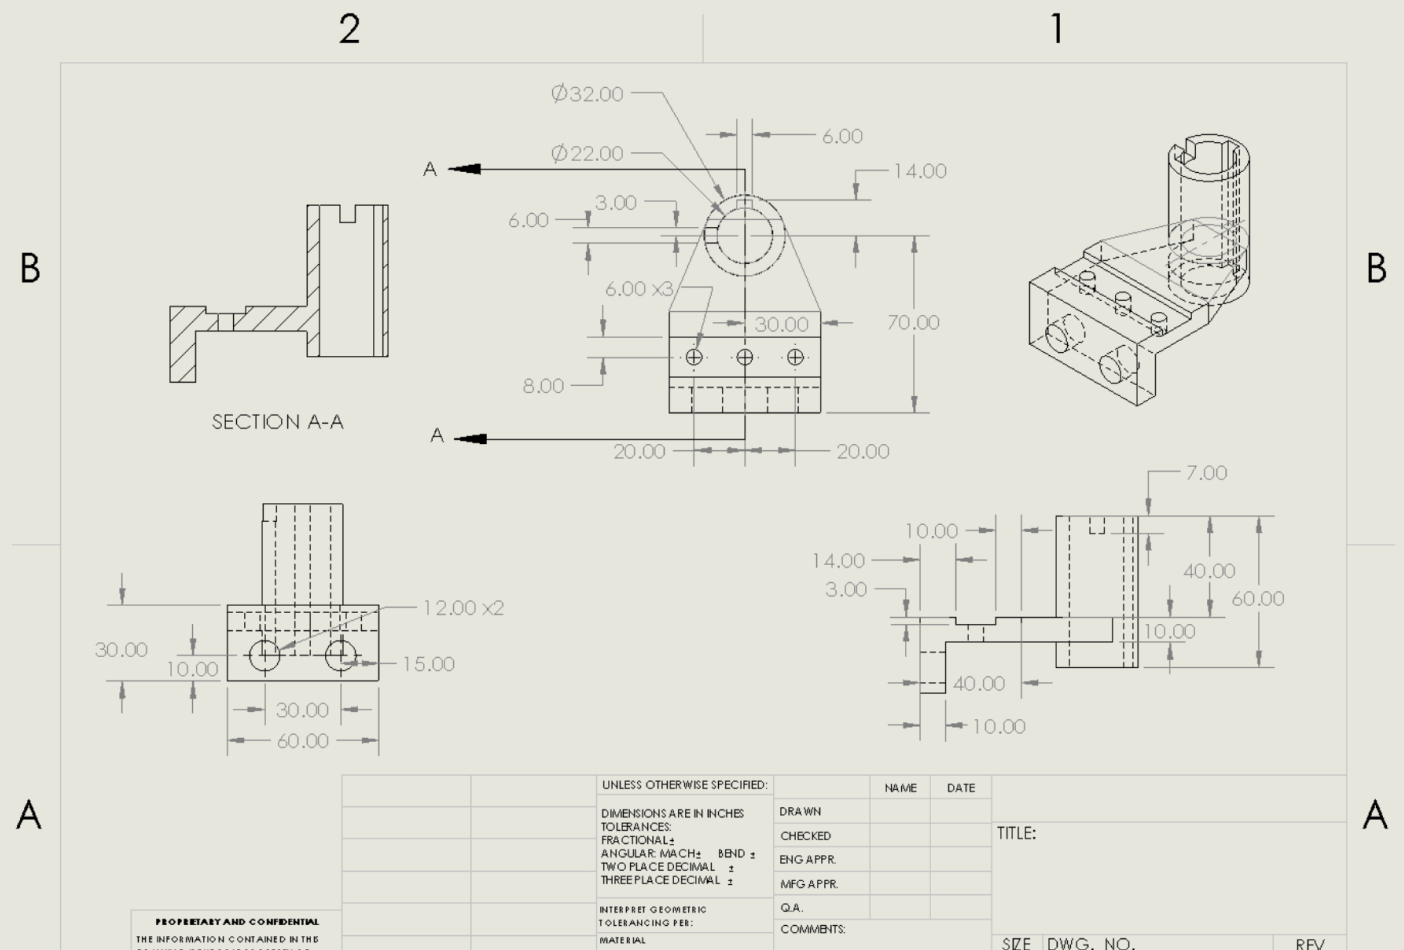 2
1
Ø32.00
6.00
Ø22.00
14.00
A
3.00
6.00
B
B
6.00 x3
30.00
70.00
8.00
SECTION A-A
A
20.00
20.00
7.00
10.00
14.00
3.00
40.00
60.00
12.00 x2
10.00
30.00
10.00
15.00
40.00
30.00
10.00
60.00
UNLESS OTHERWISE SPECIFIED:
NAME
DATE
DIMENSIONS ARE IN INCHES
TOLERANCES:
FRACTIONAL±
ANGULAR: MACH± BEND ±
TWO PLACE DECIMAL ±
THREE PLACE DECIMAL ±
DRAWN
CHECKED
ENG APPR.
MFG APPR.
Q.A.
COMMENTS:
TITLE:
A
A
INTERPRET GEOMETRIC
TOLERANCING PER:
MATERIAL
PROPRIETARY AND CONFIDENTIAL
THE INFORMATION CONTAINED IN THIS
SIZE
DWG. NO.
REV